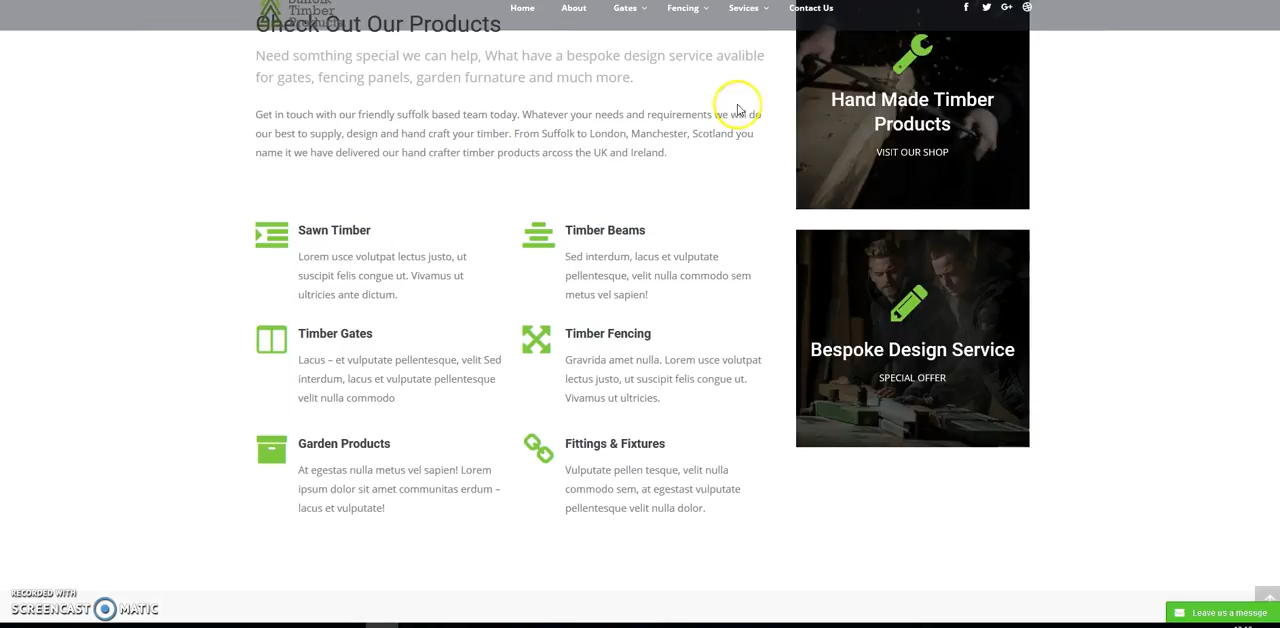 Suffolk
Timber
Products
Home About Gates Fencing Sevices Contact Us
Check Out Our Products
Need somthing special we can help, What have a bespoke design service avalible
for gates, fencing panels, garden furnature and much more.
Get in touch with our friendly suffolk based team today. Whatever your needs and requirements we will do
our best to supply, design and hand craft your timber. From Suffolk to London, Manchester, Scotland you
name it we have delivered our hand crafter timber products arcoss the UK and Ireland.
Hand Made Timber
Products
VISIT OUR SHOP
Sawn Timber
Lorem usce volutpat lectus justo, ut
suscipit felis congue ut. Vivamus ut
ultricies ante dictum.
Timber Beams
Sed interdum, lacus et vulputate
pellentesque, velit nulla commodo sem
metus vel sapien!
Timber Gates
Lacus – et vulputate pellentesque, velit Sed
interdum, lacus et vulputate pellentesque
velit nulla commodo
Timber Fencing
Gravrida amet nulla. Lorem usce volutpat
lectus justo, ut suscipit felis congue ut.
Vivamus ut ultricies.
Bespoke Design Service
SPECIAL OFFER
Garden Products
At egestas nulla metus vel sapien! Lorem
ipsum dolor sit amet communitas erdum –
lacus et vulputate!
Fittings & Fixtures
Vulputate pellen tesque, velit nulla
commodo sem, at egestast vulputate
pellentesque velit nulla dolor.
RECORDED WITH
SCREENCAST MATIC
Leave us a messge